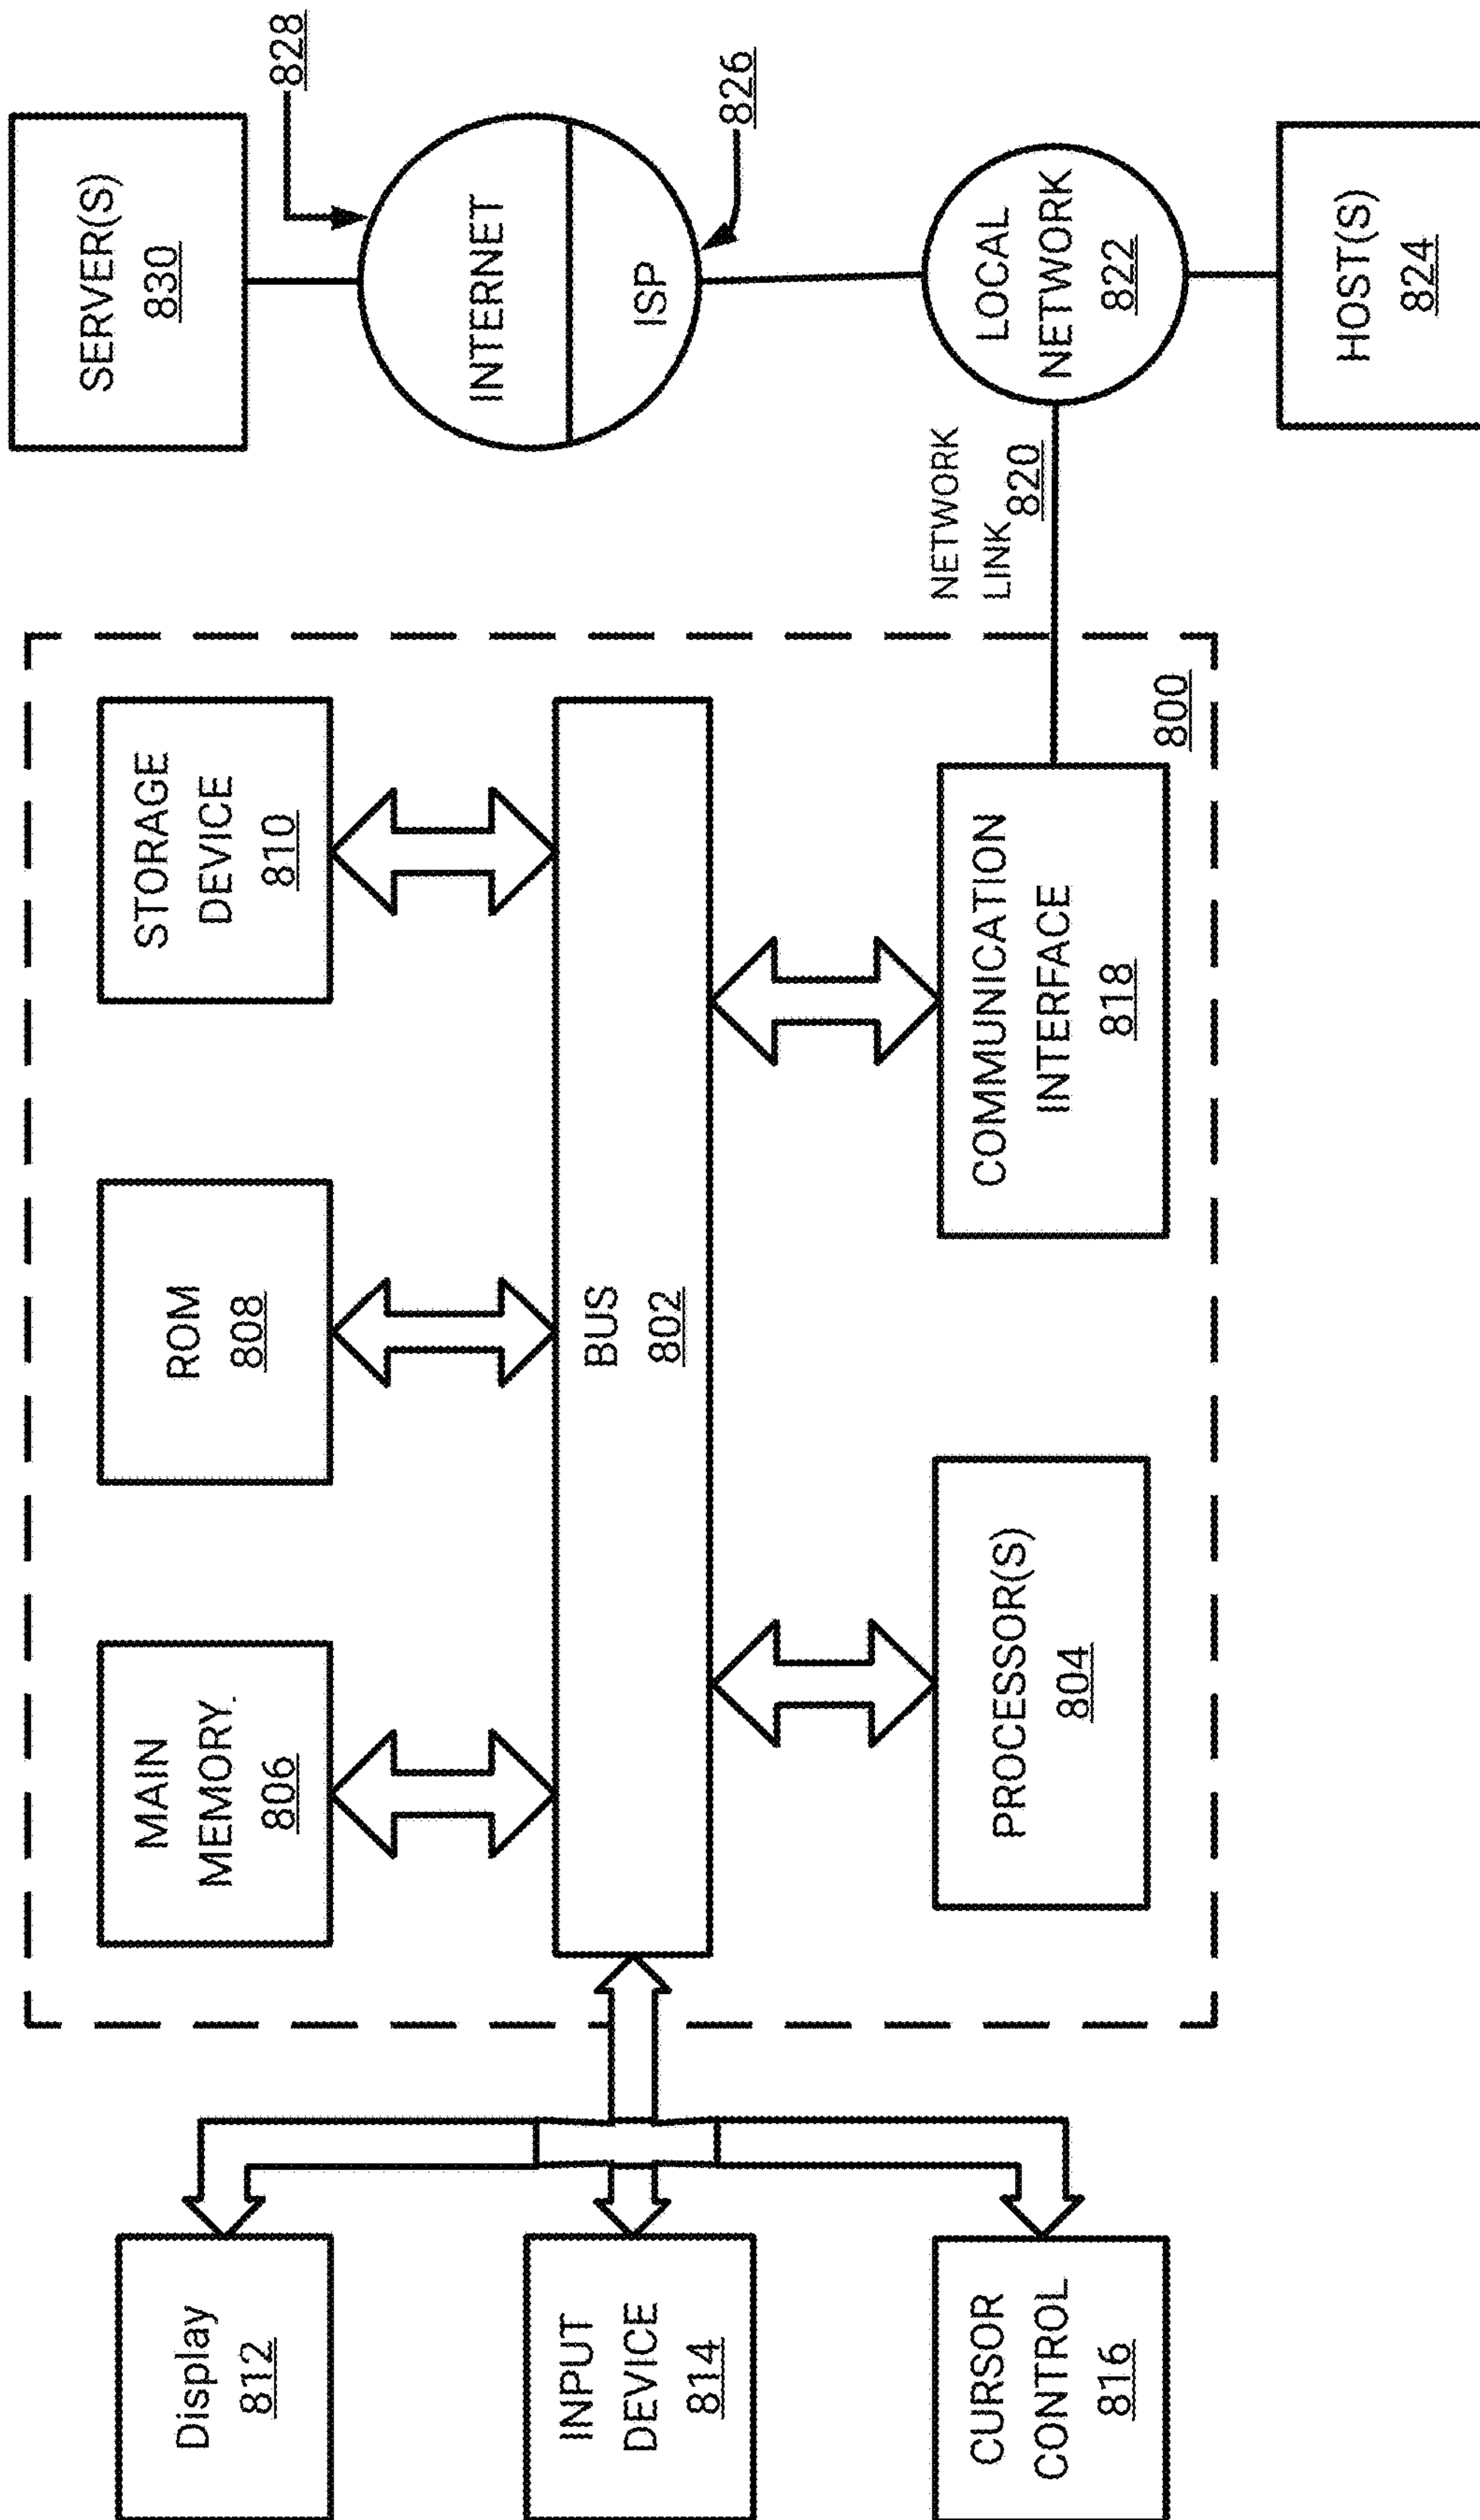 Display
812
INPUT
DEVICE
814
CURSOR
CONTROL
816
MAIN
MEMORY.
806
ROM
808
STORAGE
DEVICE
810
BUS
802
PROCESSOR(S)
804
COMMUNICATION
INTERFACE
818
800
NETWORK
LINK
820
SERVER(S)
830
828
INTERNET
ISP
826
LOCAL
NETWORK
822
HOST(S)
824